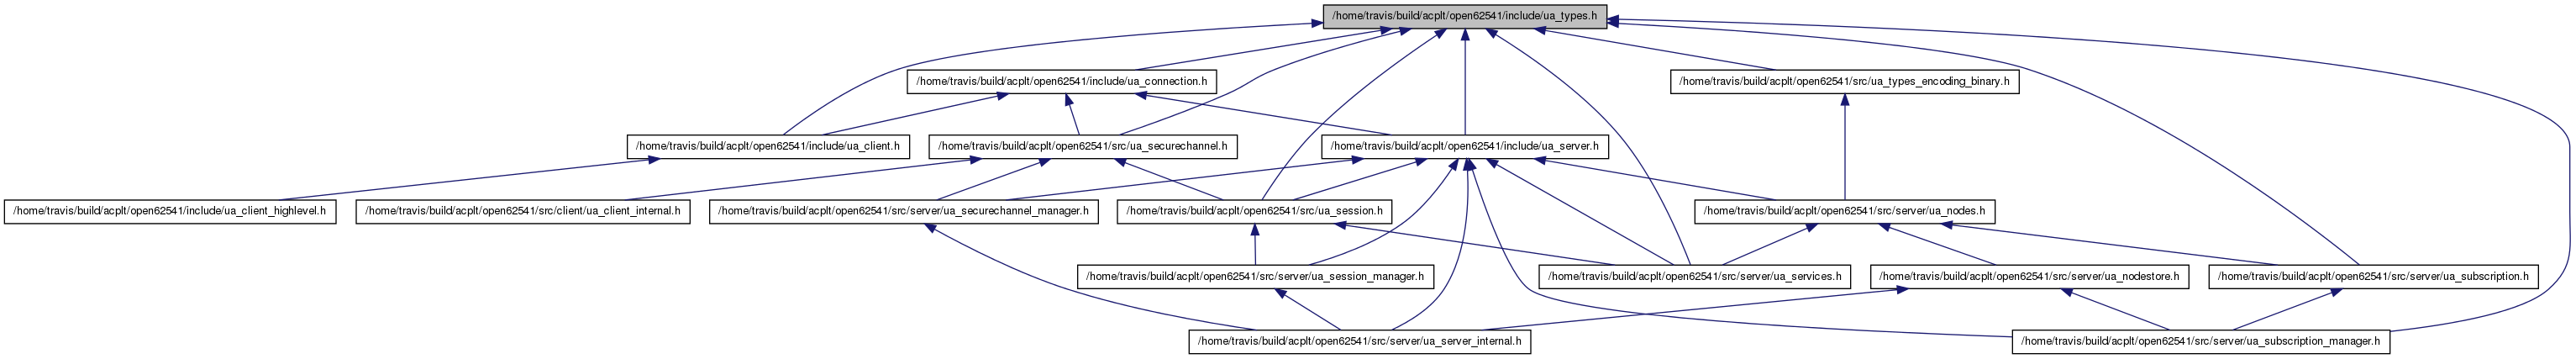 /home/travis/build/acplt/open62541/include/ua_types.h
/home/travis/build/acplt/open62541/include/ua_connection.h
/home/travis/build/acplt/open62541/src/ua_types_encoding_binary.h
/home/travis/build/acplt/open62541/include/ua_client.h
/home/travis/build/acplt/open62541/src/ua_securechannel.h
/home/travis/build/acplt/open62541/include/ua_server.h
/home/travis/build/acplt/open62541/include/ua_client_highlevel.h
/home/travis/build/acplt/open62541/src/client/ua_client_internal.h
/home/travis/build/acplt/open62541/src/server/ua_securechannel_manager.h
/home/travis/build/acplt/open62541/src/ua_session.h
/home/travis/build/acplt/open62541/src/server/ua_nodes.h
/home/travis/build/acplt/open62541/src/server/ua_session_manager.h
/home/travis/build/acplt/open62541/src/server/ua_services.h
/home/travis/build/acplt/open62541/src/server/ua_nodestore.h
/home/travis/build/acplt/open62541/src/server/ua_subscription.h
/home/travis/build/acplt/open62541/src/server/ua_server_internal.h
/home/travis/build/acplt/open62541/src/server/ua_subscription_manager.h